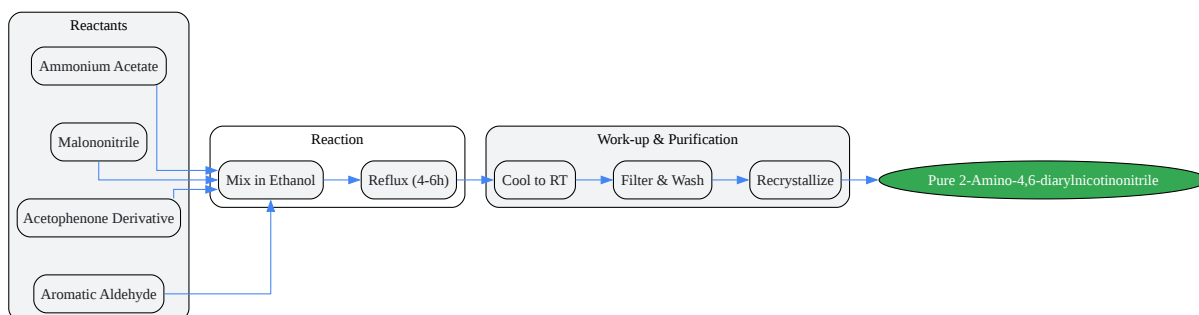 Reactants
Ammonium Acetate
Malononitrile
Acetophenone Derivative
Aromatic Aldehyde
Reaction
Mix in Ethanol
Reflux (4-6h)
Work-up & Purification
Cool to RT
Filter & Wash
Recrystallize
Pure 2-Amino-4,6-diarylnicotinonitrile